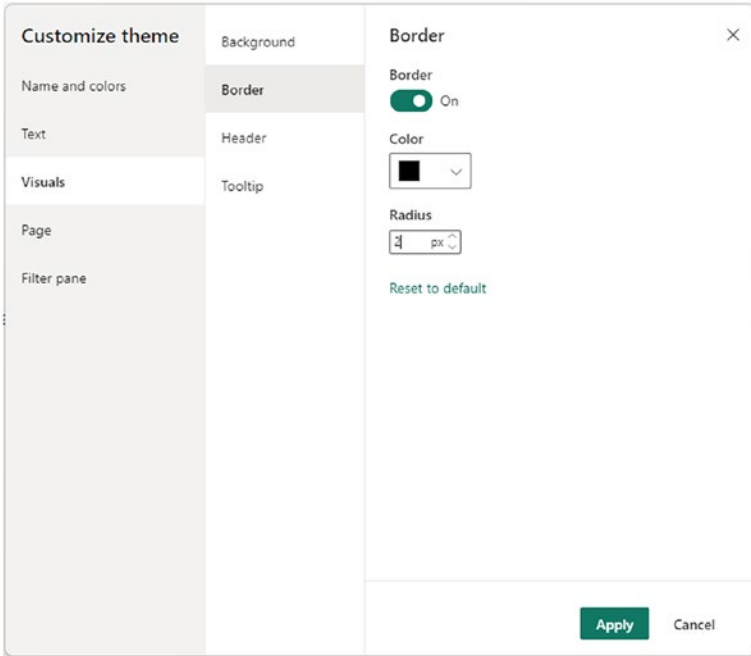 Customize theme
Name and colors
Text
Visuals
Page
Filter pane
Background
Border
Header
Tooltip
Border
Border
On
Color
Radius
2 px
Reset to default
Apply Cancel